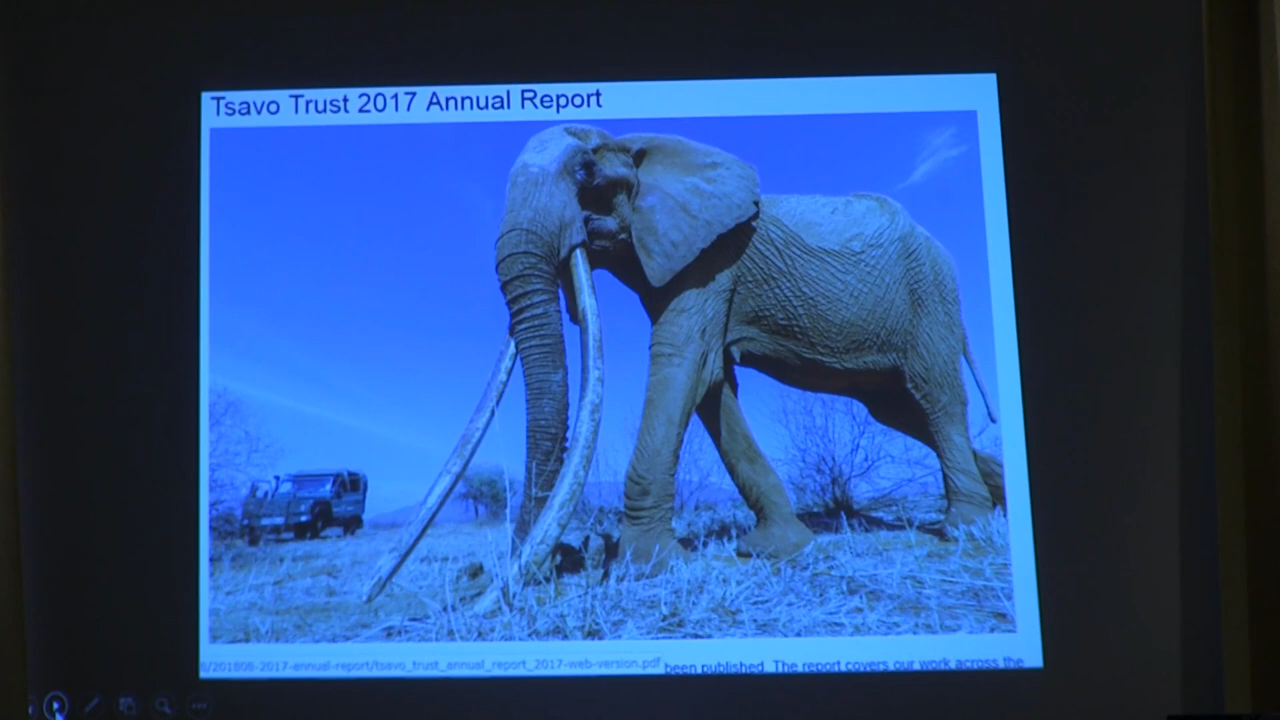 Tsavo Trust 2017 Annual Report
/201808-2017-annual-report/tsavo_trust_annual_report_2017-web-version.pdf
been published. The report covers our work across the